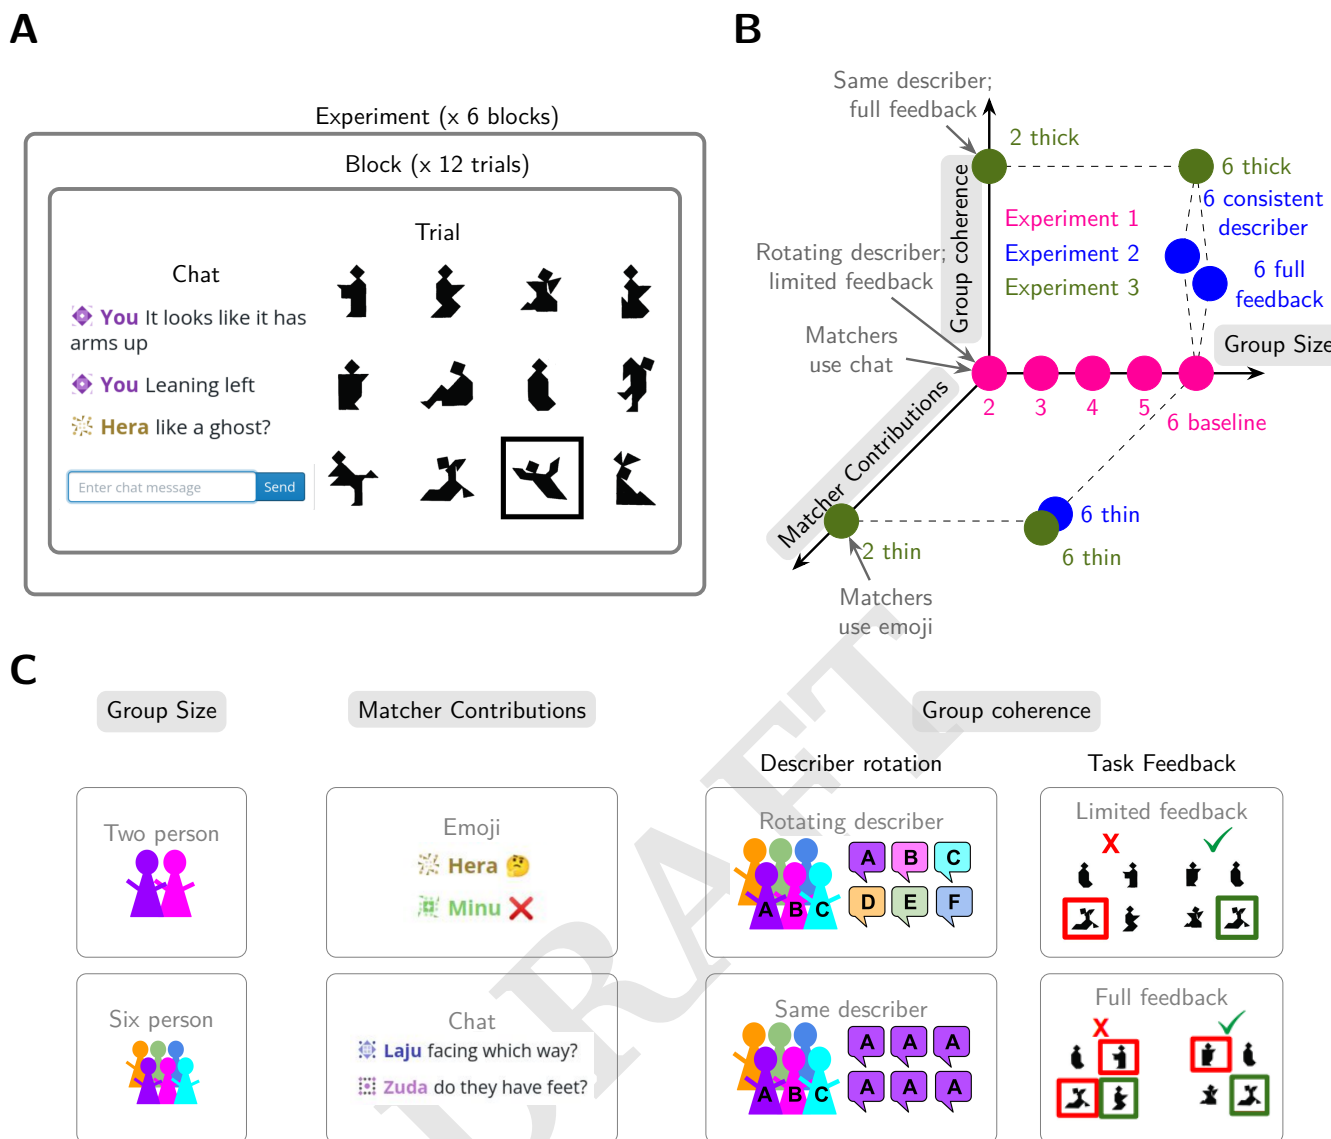 A
Experiment (x 6 blocks)
Block (x 12 trials)
Trial
Chat
You It looks like it has
arms up
You Leaning left
Hera like a ghost?
Enter chat message
Send
B
Same describer;
full feedback
2 thick
6 thick
6 consistent
describer
Group coherence
Experiment 1
Experiment 2
Experiment 3
Rotating describer;
limited feedback
6 full
feedback
Matchers
use chat
Group Size
2
3
4
5
6 baseline
Matcher Contributions
6 thin
2 thin
6 thin
Matchers
use emoji
C
Group Size
Matcher Contributions
Group coherence
Describer rotation
Task Feedback
Two person
Emoji
Hera
Minu
Rotating describer
A B C
A B C
D E F
Limited feedback
X
Six person
Chat
Laju facing which way?
Zuda do they have feet?
Same describer
A B C
A A A
A A A
Full feedback
X
DRAFT